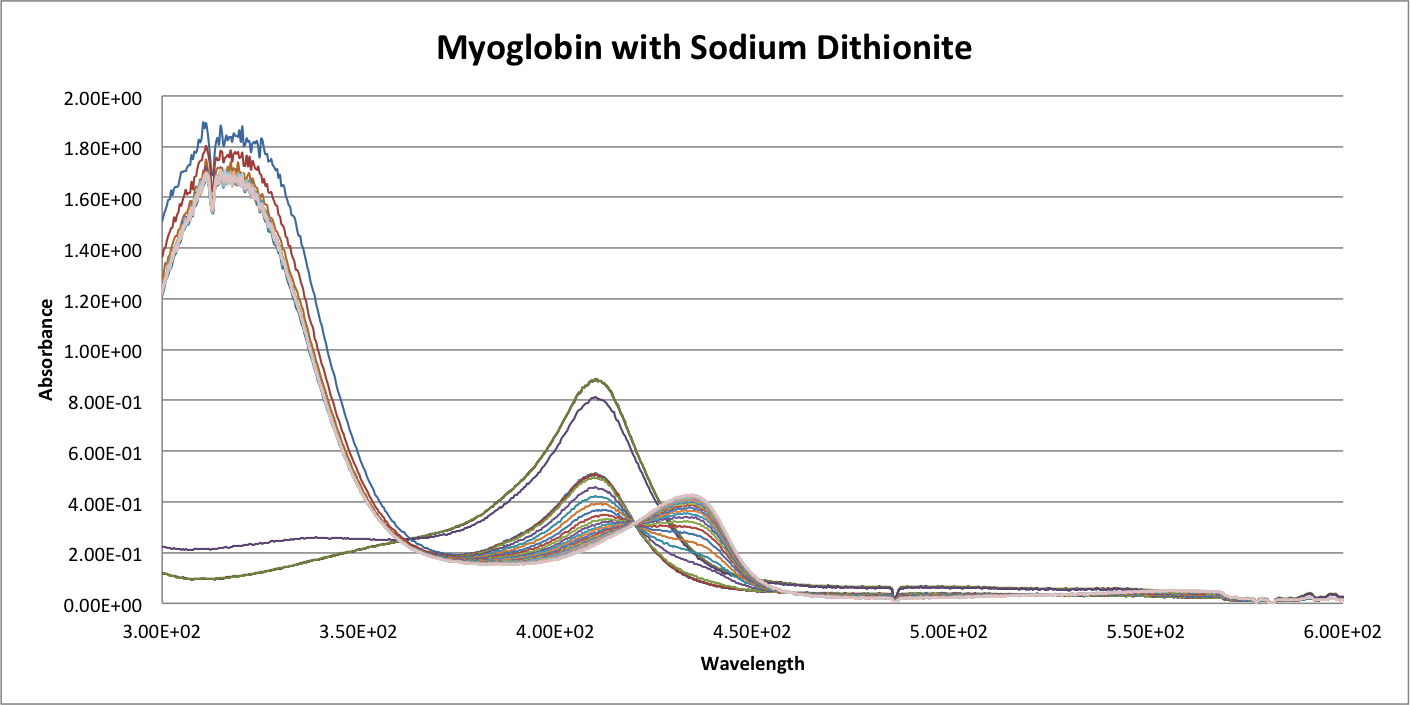 Myoglobin with Sodium Dithionite
2.00E+00
1.80E+00
1.60E+00
1.40E+00
1.20E+00
1.00E+00
8.00E-01
6.00E-01
4.00E-01
2.00E-01
0.00E+00
Absorbance
3.00E+02 3.50E+02 4.00E+02 4.50E+02 5.00E+02 5.50E+02 6.00E+02
Wavelength